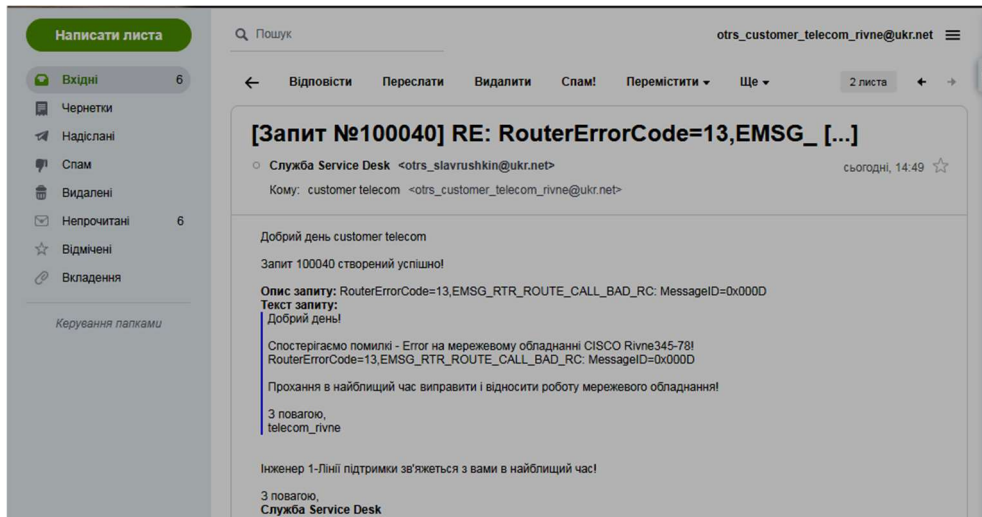 Написати листа
Пошук
otrs_customer_telecom_rivne@ukr.net
Вхідні 6
Чернетки
Надіслані
Спам
Видалені
Непрочитані 6
Відмічені
Вкладення
Керування папками
Відповісти Переслати Видалити Спам! Перемістити Ще 2 листа
[Запит №100040] RE: RouterErrorCode=13,EMSG_ [...]
Служба Service Desk <otrs_slavrushkin@ukr.net>
сьогодні, 14:49
Кому: customer telecom <otrs_customer_telecom_rivne@ukr.net>
Добрий день customer telecom
Запит 100040 створений успішно!
Опис запиту: RouterErrorCode=13,EMSG_RTR_ROUTE_CALL_BAD_RC: MessageID=0x000D
Текст запиту:
Добрий день!
Спостерігаємо помилкі - Error на мережевому обладнанні CISCO Rivne345-78!
RouterErrorCode=13,EMSG_RTR_ROUTE_CALL_BAD_RC: MessageID=0x000D
Прохання в найблищий час виправити і відносити роботу мережевого обладнання!
З повагою,
telecom_rivne
Інженер 1-Лінії підтримки зв'яжеться з вами в найблищий час!
З повагою,
Служба Service Desk